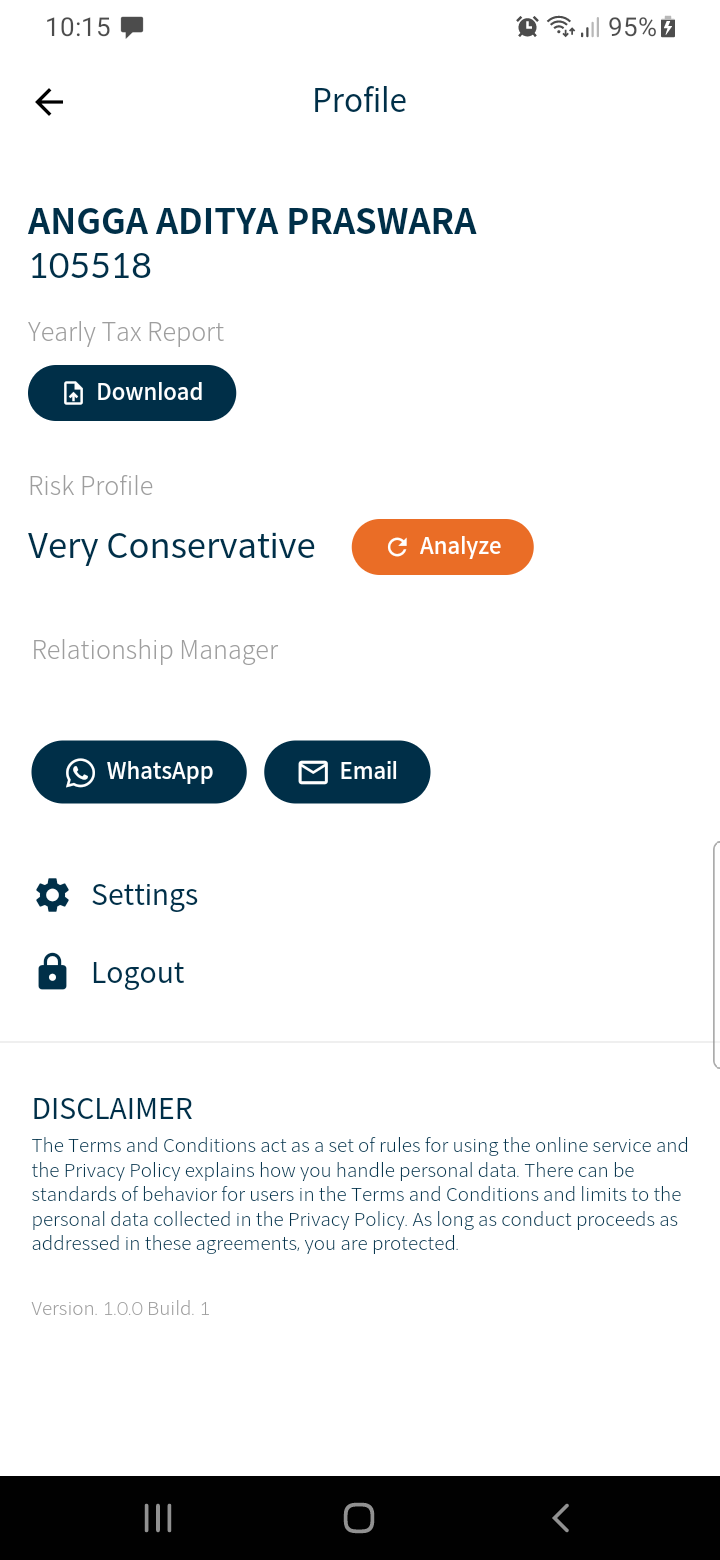 10:15 95%
Profile
ANGGA ADITYA PRASWARA
105518
Yearly Tax Report
Download
Risk Profile
Very Conservative Analyze
Relationship Manager
WhatsApp Email
Settings
Logout
DISCLAIMER
The Terms and Conditions act as a set of rules for using the online service and
the Privacy Policy explains how you handle personal data. There can be
standards of behavior for users in the Terms and Conditions and limits to the
personal data collected in the Privacy Policy. As long as conduct proceeds as
addressed in these agreements, you are protected.
Version. 1.0.0 Build. 1